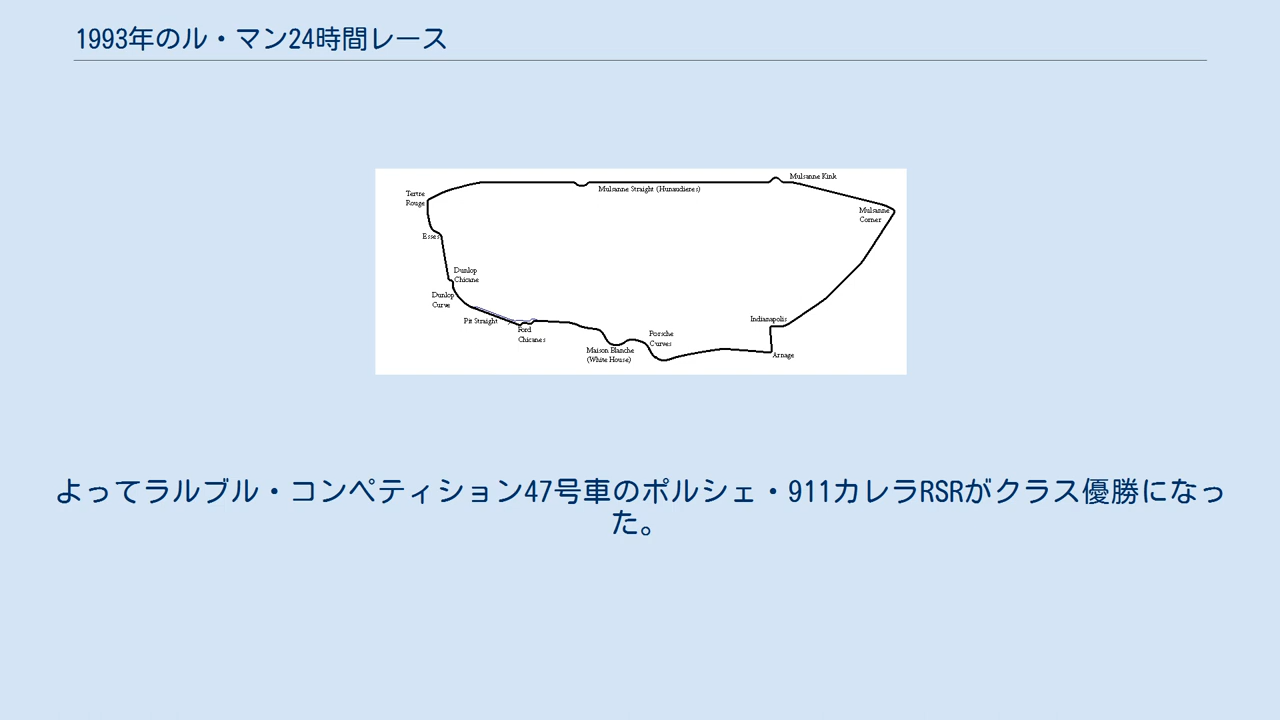 1993年のル・マン24時間レース
Mulsanne Kink
Mulsanne Straight (Hunaudieres)
Tertre
Rouge
Mulsanne
Corner
Esses
Dunlop
Chicane
Dunlop
Curve
Pit Straight
Ford
Chicanes
Indianapolis
Porsche
Curves
Maison Blanche
(White House)
Arnage
よってラルブル・コンペティション47号車のポルシェ・911カレラRSRがクラス優勝になっ
た。